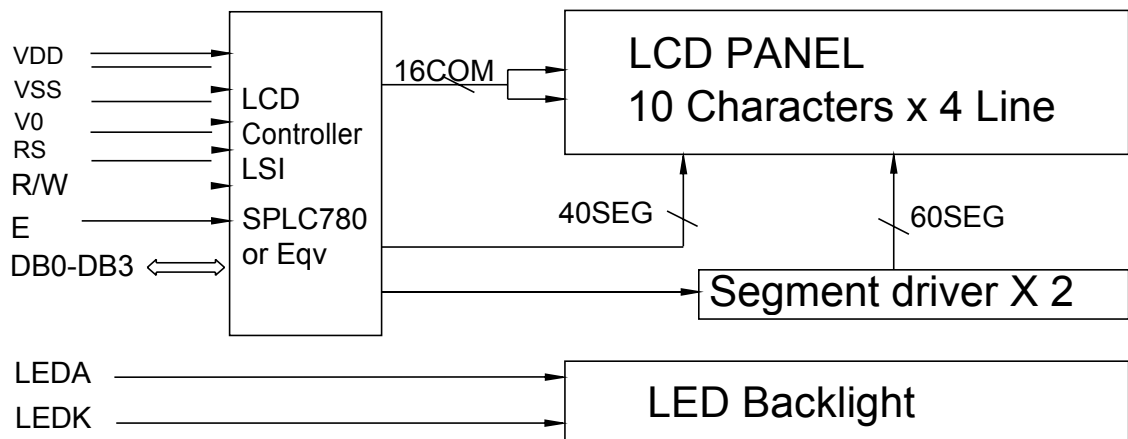 VDD
VSS
V0
RS
R/W
E
DB0-DB3
LCD
Controller
LSI
SPLC780
or Eqv
16COM
LCD PANEL
10 Characters x 4 Line
40SEG
60SEG
Segment driver X 2
LEDA
LEDK
LED Backlight